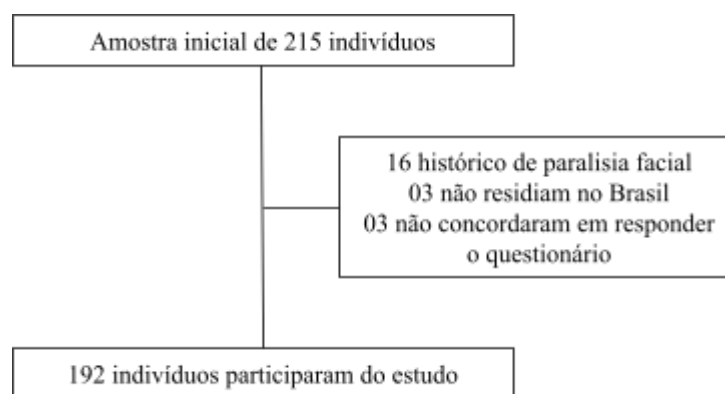 Amostra inicial de 215 indivíduos
16 histórico de paralisia facial
03 não residiam no Brasil
03 não concordaram em responder
o questionário
192 indivíduos participaram do estudo